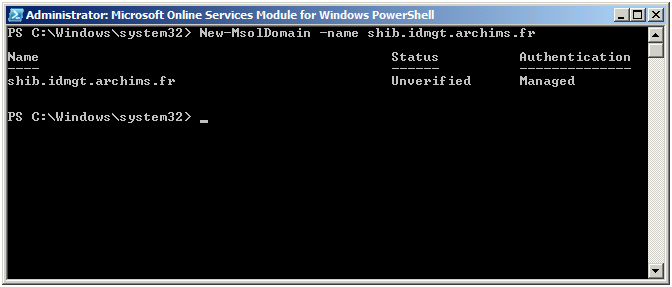 Administrator: Microsoft Online Services Module for Windows PowerShell
PS C:\Windows\system32> New-MsolDomain -name shib.idmgt.archims.fr
Name Status Authentication
---- ------ --------------
shib.idmgt.archims.fr Unverified Managed
PS C:\Windows\system32> _